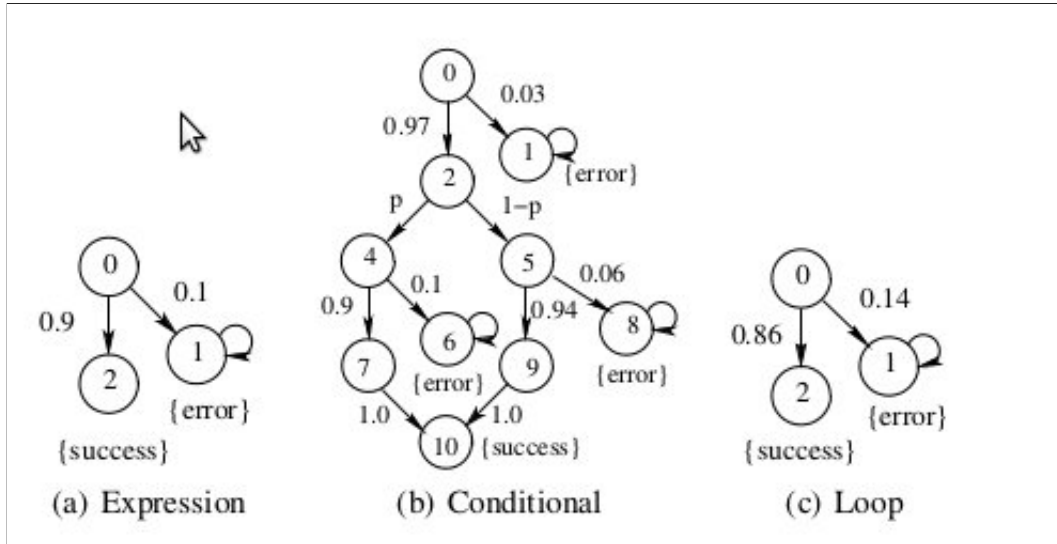 0
0.03
0.97
1
{error}
2
p
1-p
4
5
0.1
0.06
0.9
0.94
6
8
{error}
{error}
7
9
1.0
1.0
10
{success}
(b) Conditional
0
0.1
0.9
1
2
{error}
{success}
(a) Expression
0
0.14
0.86
1
2
{error}
{success}
(c) Loop